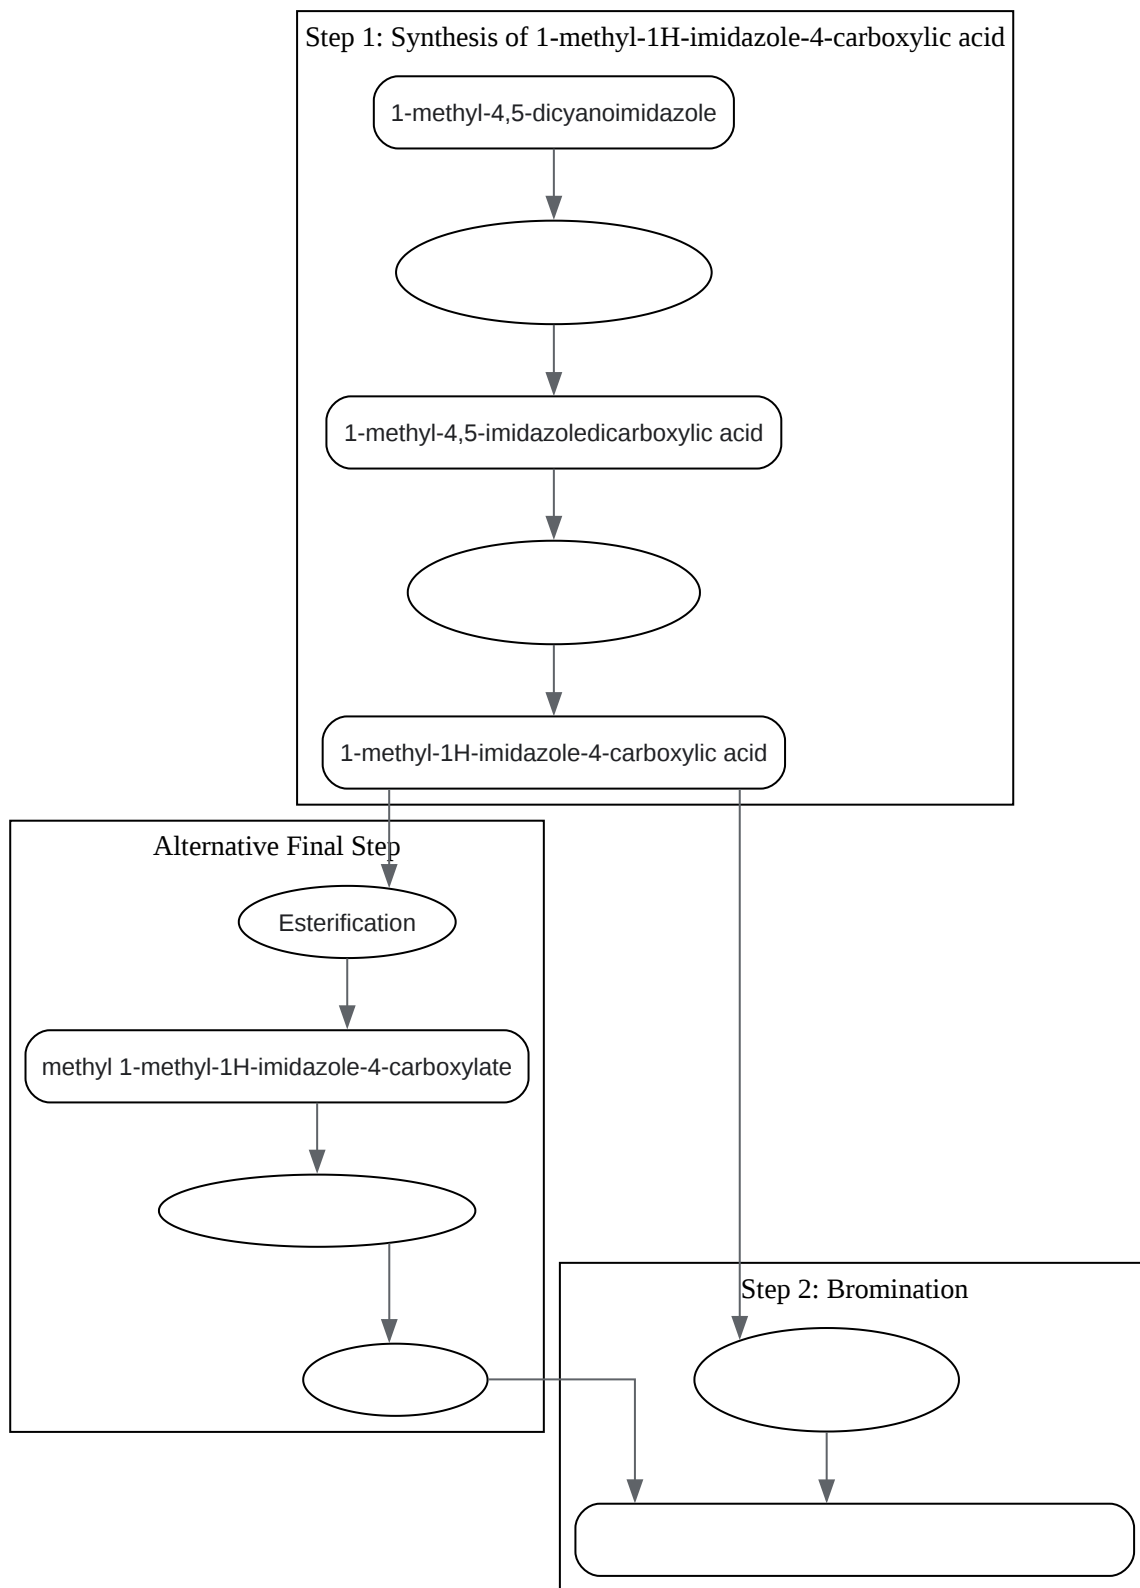 Step 1: Synthesis of 1-methyl-1H-imidazole-4-carboxylic acid
1-methyl-4,5-dicyanoimidazole
1-methyl-4,5-imidazoledicarboxylic acid
1-methyl-1H-imidazole-4-carboxylic acid
Alternative Final Step
Esterification
methyl 1-methyl-1H-imidazole-4-carboxylate
Step 2: Bromination